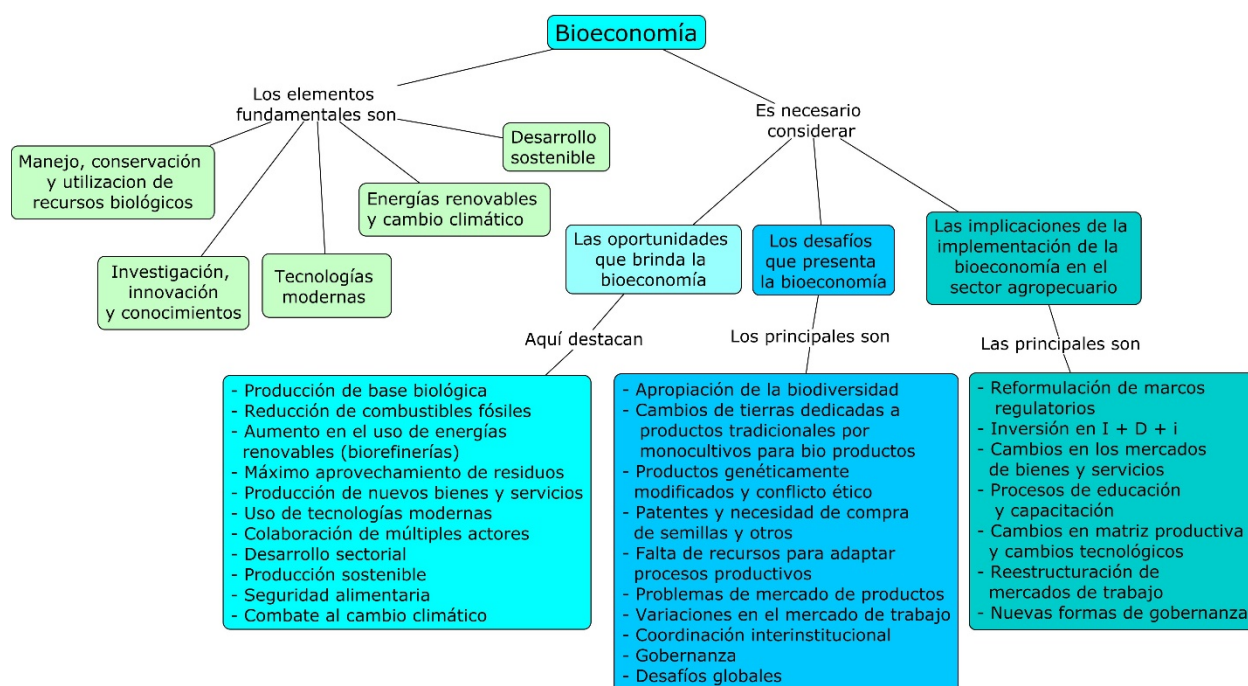 Bioeconomía
Los elementos
fundamentales son
Manejo, conservación
y utilizacion de
recursos biológicos
Investigación,
innovación
y conocimientos
Tecnologías
modernas
Energías renovables
y cambio climático
Desarrollo
sostenible
Es necesario
considerar
Las oportunidades
que brinda la
bioeconomía
Los desafíos
que presenta
la bioeconomía
Las implicaciones de la
implementación de la
bioeconomía en el
sector agropecuario
Aquí destacan
- Producción de base biológica
- Reducción de combustibles fósiles
- Aumento en el uso de energías
renovables (biorefinerías)
- Máximo aprovechamiento de residuos
- Producción de nuevos bienes y servicios
- Uso de tecnologías modernas
- Colaboración de múltiples actores
- Desarrollo sectorial
- Producción sostenible
- Seguridad alimentaria
- Combate al cambio climático
Los principales son
- Apropiación de la biodiversidad
- Cambios de tierras dedicadas a
productos tradicionales por
monocultivos para bio productos
- Productos genéticamente
modificados y conflicto ético
- Patentes y necesidad de compra
de semillas y otros
- Falta de recursos para adaptar
procesos productivos
- Problemas de mercado de productos
- Variaciones en el mercado de trabajo
- Coordinación interinstitucional
- Gobernanza
- Desafíos globales
Las principales son
- Reformulación de marcos
regulatorios
- Inversión en I + D + i
- Cambios en los mercados
de bienes y servicios
- Procesos de educación
y capacitación
- Cambios en matriz productiva
y cambios tecnológicos
- Reestructuración de
mercados de trabajo
- Nuevas formas de gobernanza